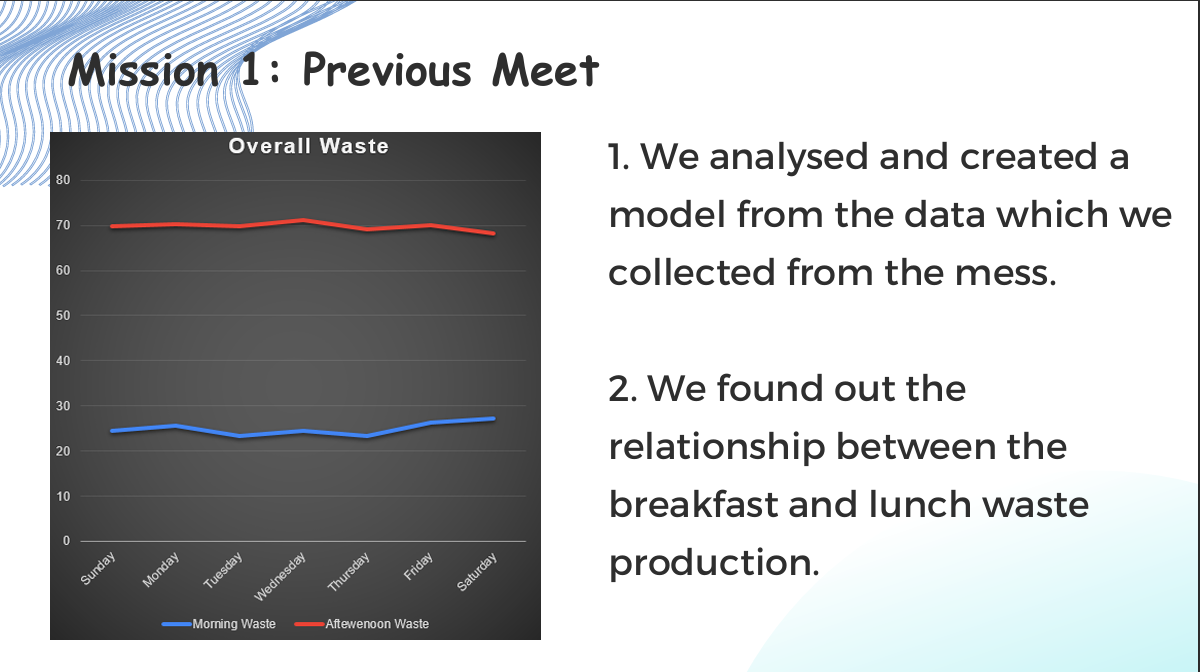 Mission 1: Previous Meet
Overall Waste
80
70
60
50
40
30
20
10
0
Sunday
Monday
Tuesday
Wednesday
Thursday
Friday
Saturday
Morning Waste
Aftewenoon Waste
1. We analysed and created a
model from the data which we
collected from the mess.
2. We found out the
relationship between the
breakfast and lunch waste
production.